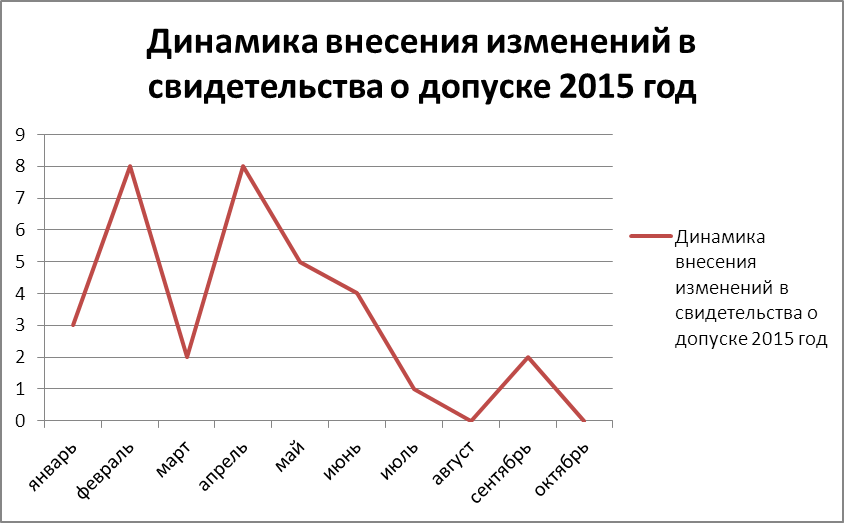 Динамика внесения изменений в
свидетельства о допуске 2015 год
9
8
7
6
5
4
3
2
1
0
январь
февраль
март
апрель
май
июнь
июль
август
сентябрь
октябрь
Динамика
внесения
изменений в
свидетельства о
допуске 2015 год